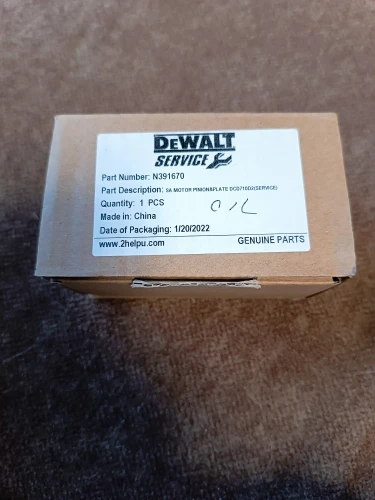 DEWALT
SERVICE
Part Number: N391670
Part Description: SA MOTOR PINION&PLATE DCD710D2(SERVICE)
Quantity: 1 PCS
Made in: China
Date of Packaging: 1/20/2022
www.2helpu.com GENUINE PARTS